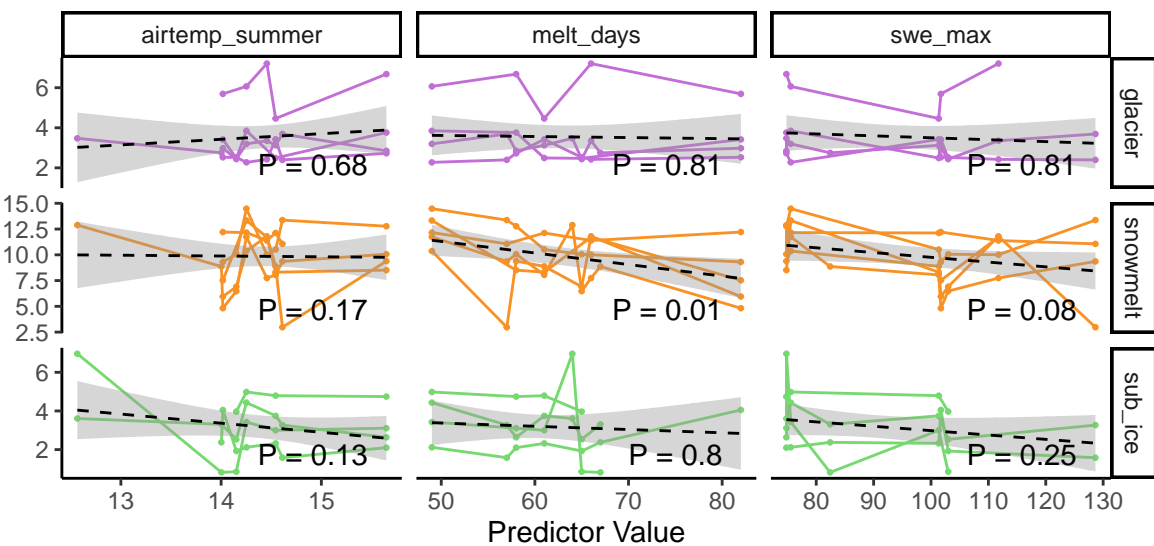 airtemp_summer melt_days swe_max
6
4
2
P = 0.68 P = 0.81 P = 0.81
glacier
15.0
12.5
10.0
7.5
5.0
2.5
P = 0.17 P = 0.01 P = 0.08
snowmelt
6
4
2
P = 0.13 P = 0.8 P = 0.25
sub_ice
13 14 15 50 60 70 80 80 90 100 110 120 130
Predictor Value